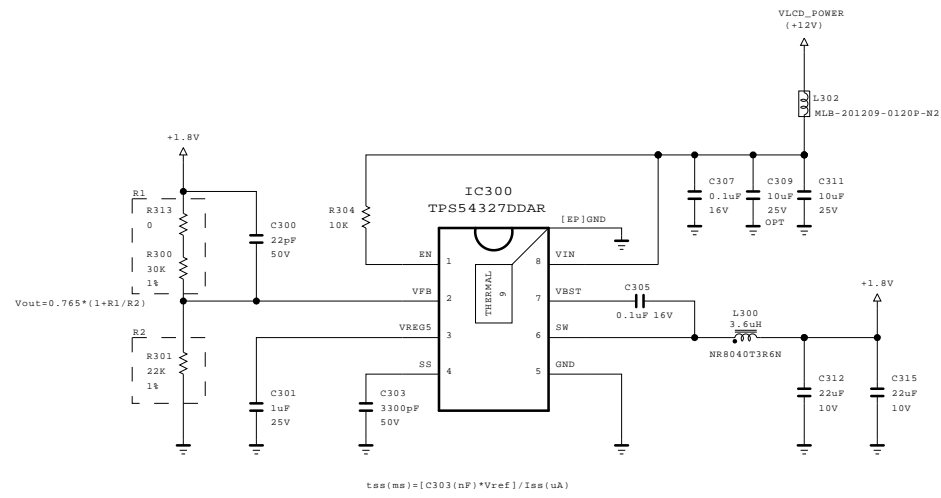 VLCD_POWER
(+12V)
L302
MLB-201209-0120P-N2
+1.8V
R1
R313
0
R300
30K
1%
C300
22pF
50V
Vout=0.765*(1+R1/R2)
R2
R301
22K
1%
C301
1uF
25V
R304
10K
IC300
TPS54327DDAR
[EP]GND
THERMAL
9
EN
1
VFB
2
VREG5
3
SS
4
8
VIN
7
VBST
6
SW
5
GND
C303
3300pF
50V
C307
0.1uF
16V
C309
10uF
25V
OPT
C311
10uF
25V
C305
0.1uF 16V
L300
3.6uH
NR8040T3R6N
+1.8V
C312
22uF
10V
C315
22uF
10V
tss(ms)=[C303(nF)*Vref]/Iss(uA)